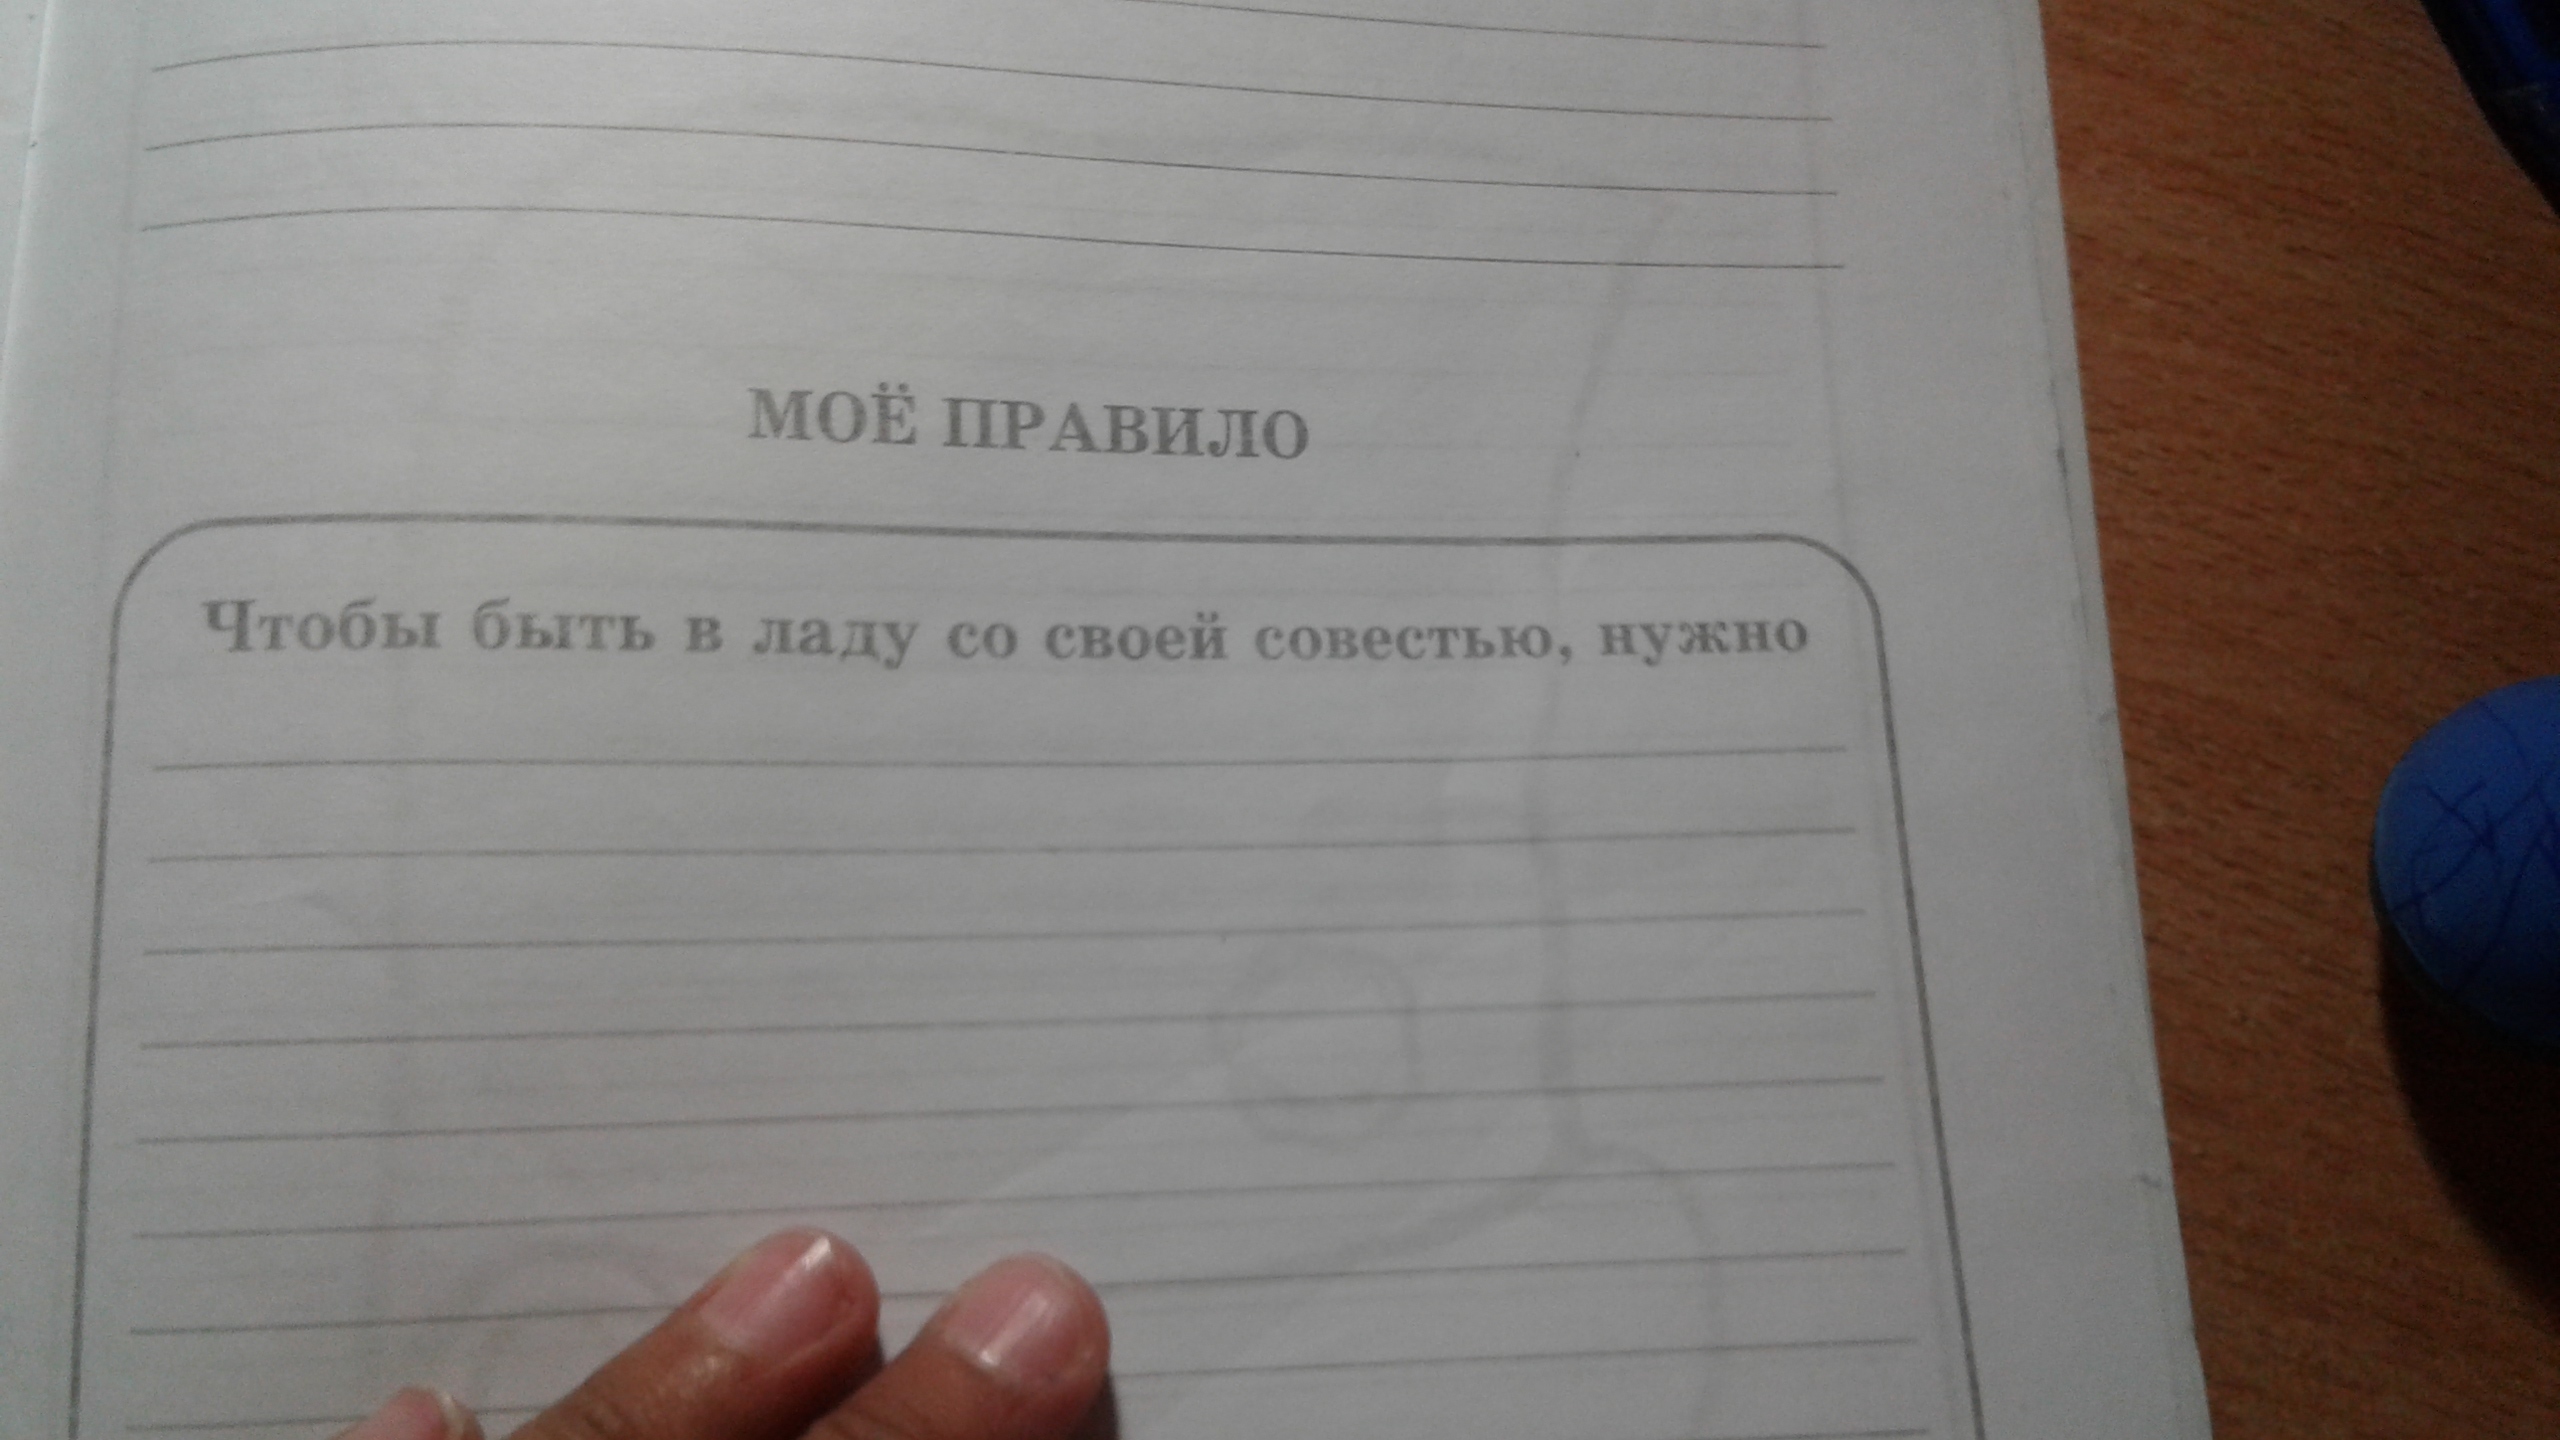 МОЁ ПРАВИЛО
Чтобы быть в ладу со своей совестью, нужно